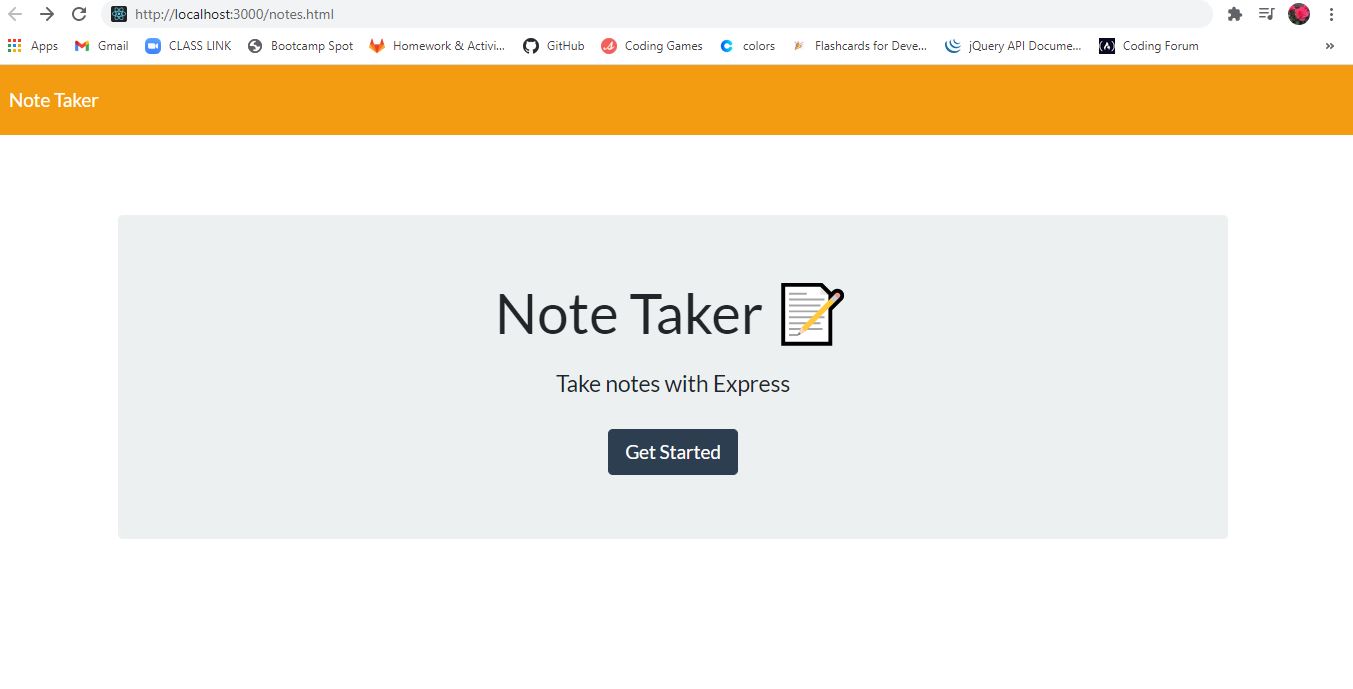 http://localhost:3000/notes.html
Apps Gmail CLASS LINK Bootcamp Spot Homework & Activi... GitHub Coding Games colors Flashcards for Deve... jQuery API Docume... Coding Forum »
Note Taker
Note Taker
Take notes with Express
Get Started